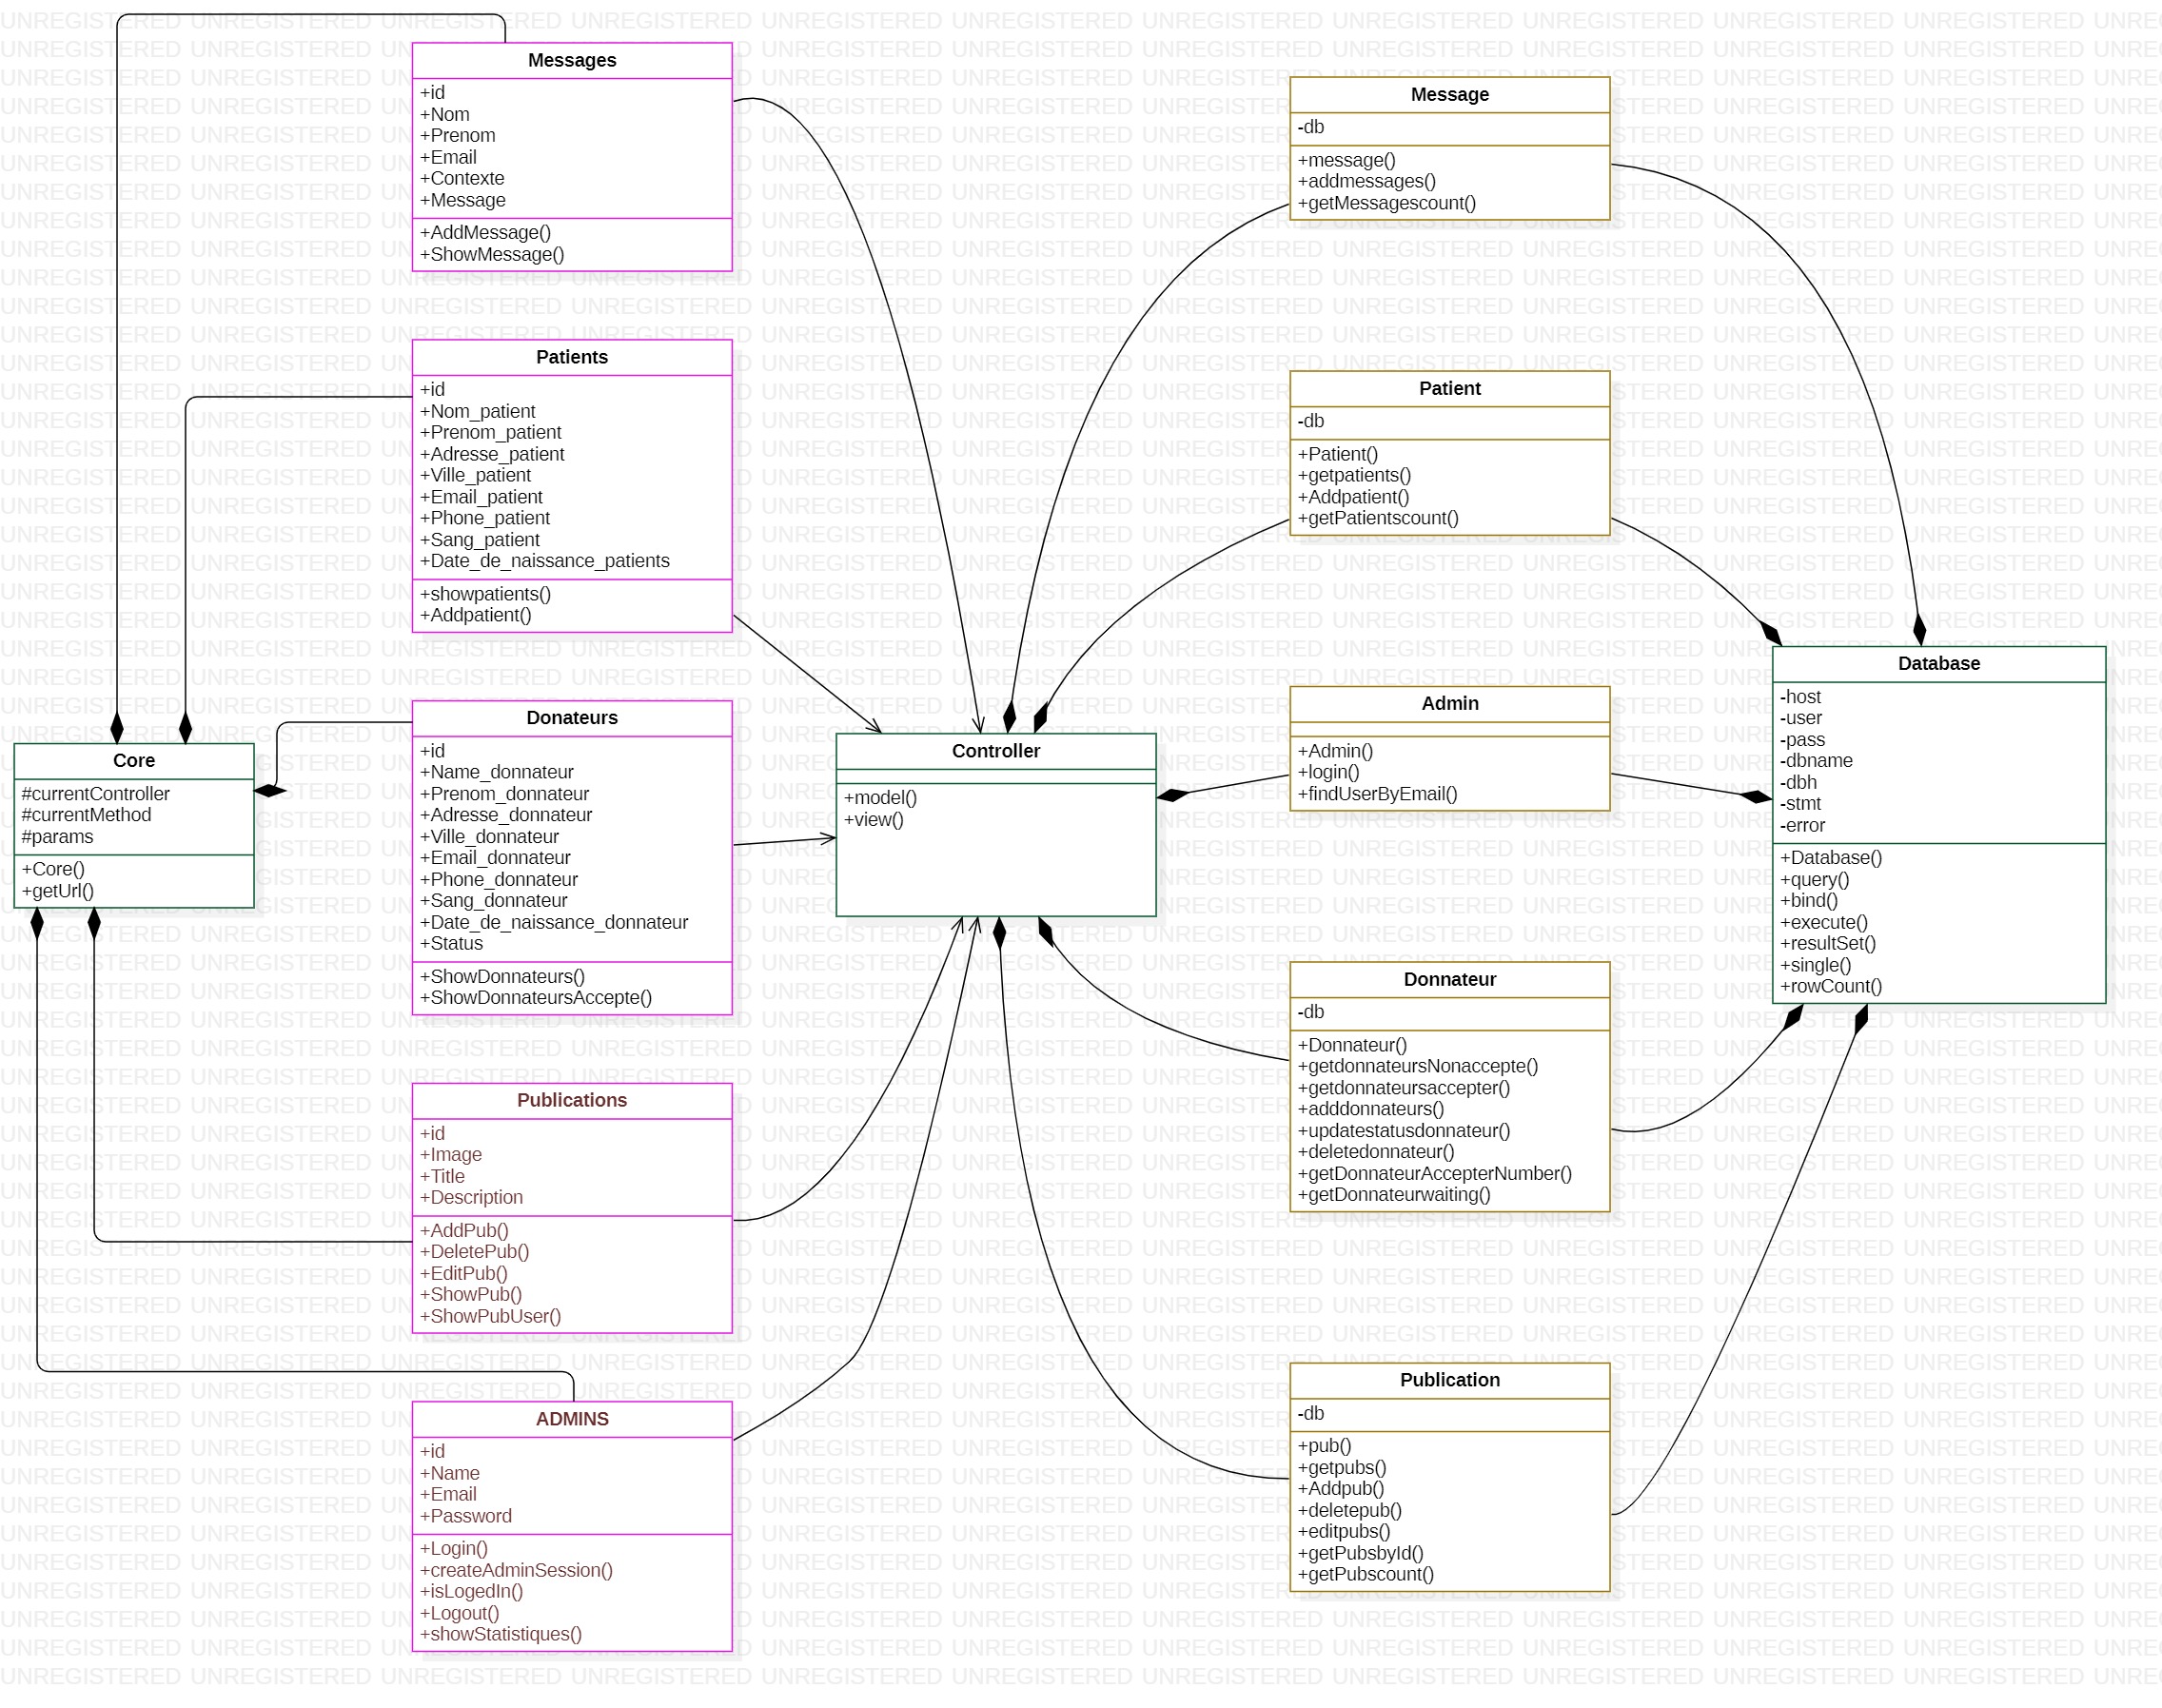 Messages
+id
+Nom
+Prenom
+Email
+Contexte
+Message
+AddMessage()
+ShowMessage()
Patients
+id
+Nom_patient
+Prenom_patient
+Adresse_patient
+Ville_patient
+Email_patient
+Phone_patient
+Sang_patient
+Date_de_naissance_patients
+showpatients()
+Addpatient()
Donateurs
+id
+Name_donnateur
+Prenom_donnateur
+Adresse_donnateur
+Ville_donnateur
+Email_donnateur
+Phone_donnateur
+Sang_donnateur
+Date_de_naissance_donnateur
+Status
+ShowDonnateurs()
+ShowDonnateursAccepte()
Core
#currentController
#currentMethod
#params
+Core()
+getUrl()
Publications
+id
+Image
+Title
+Description
+AddPub()
+DeletePub()
+EditPub()
+ShowPub()
+ShowPubUser()
ADMINS
+id
+Name
+Email
+Password
+Login()
+createAdminSession()
+isLogedIn()
+Logout()
+showStatistiques()
Controller
+model()
+view()
Message
-db
+message()
+addmessages()
+getMessagescount()
Patient
-db
+Patient()
+getpatients()
+Addpatient()
+getPatientscount()
Admin
+Admin()
+login()
+findUserByEmail()
Donnateur
-db
+Donnateur()
+getdonnateursNonaccepte()
+getdonnateursaccepter()
+adddonnateurs()
+updatestatusdonnateur()
+deletedonnateur()
+getDonnateurAccepterNumber()
+getDonnateurwaiting()
Publication
-db
+pub()
+getpubs()
+Addpub()
+deletepub()
+editpubs()
+getPubsbyId()
+getPubscount()
Database
-host
-user
-pass
-dbname
-dbh
-stmt
-error
+Database()
+query()
+bind()
+execute()
+resultSet()
+single()
+rowCount()
UNREGISTERED